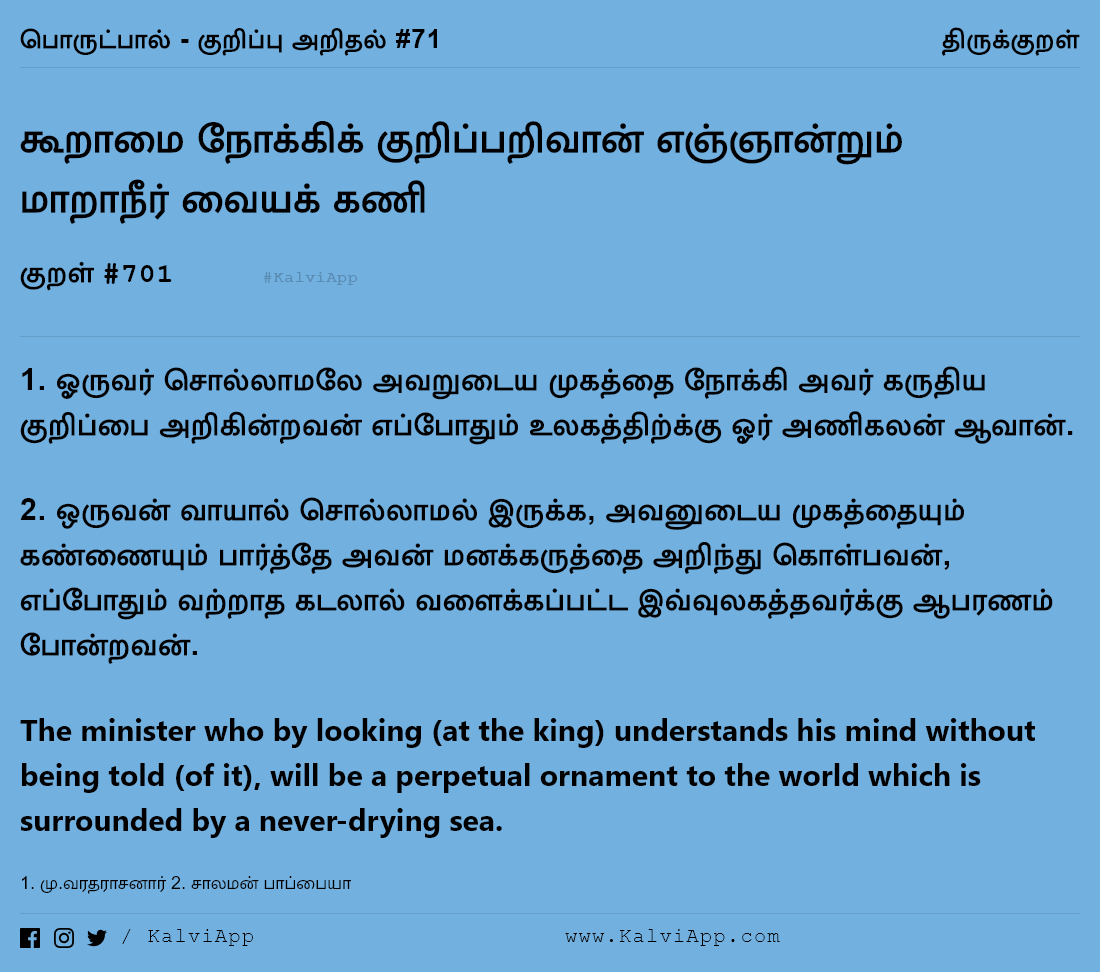 பொருட்பால் - குறிப்பு அறிதல் #71 திருக்குறள்
கூறாமை நோக்கிக் குறிப்பறிவான் எஞ்ஞான்றும்
மாறாநீர் வையக் கணி
குறள் #701 #KalviApp
1. ஓருவர் சொல்லாமலே அவறுடைய முகத்தை நோக்கி அவர் கருதிய
குறிப்பை அறிகின்றவன் எப்போதும் உலகத்திற்க்கு ஓர் அணிகலன் ஆவான்.
2. ஒருவன் வாயால் சொல்லாமல் இருக்க, அவனுடைய முகத்தையும்
கண்ணையும் பார்த்தே அவன் மனக்கருத்தை அறிந்து கொள்பவன்,
எப்போதும் வற்றாத கடலால் வளைக்கப்பட்ட இவ்வுலகத்தவர்க்கு ஆபரணம்
போன்றவன்.
The minister who by looking (at the king) understands his mind without
being told (of it), will be a perpetual ornament to the world which is
surrounded by a never-drying sea.
1. மு.வரதராசனார் 2. சாலமன் பாப்பையா
/ KalviApp www.KalviApp.com